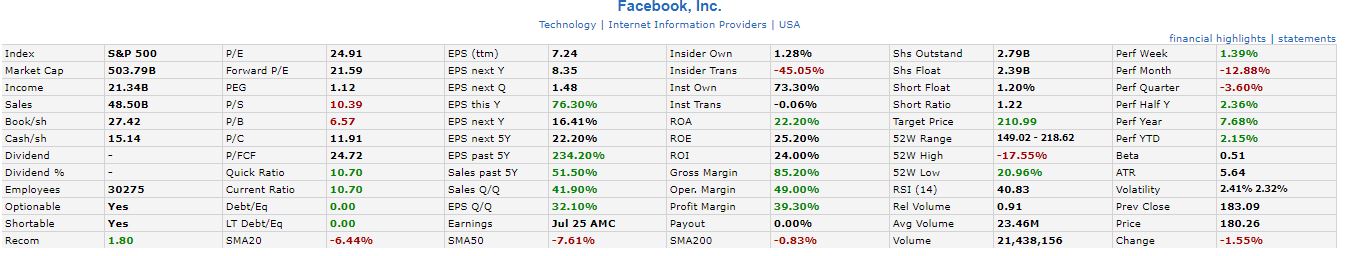 Facebook, Inc.
Technology | Internet Information Providers | USA
financial highlights | statements
Index S&P 500 P/E 24.91 EPS (ttm) 7.24 Insider Own 1.28% Shs Outstand 2.79B Perf Week 1.39%
Market Cap 503.79B Forward P/E 21.59 EPS next Y 8.35 Insider Trans -45.05% Shs Float 2.39B Perf Month -12.88%
Income 21.34B PEG 1.12 EPS next Q 1.48 Inst Own 73.30% Short Float 1.20% Perf Quarter -3.60%
Sales 48.50B P/S 10.39 EPS this Y 76.30% Inst Trans -0.06% Short Ratio 1.22 Perf Half Y 2.36%
Book/sh 27.42 P/B 6.57 EPS next Y 16.41% ROA 22.20% Target Price 210.99 Perf Year 7.68%
Cash/sh 15.14 P/C 11.91 EPS next 5Y 22.20% ROE 25.20% 52W Range 149.02 - 218.62 Perf YTD 2.15%
Dividend - P/FCF 24.72 EPS past 5Y 234.20% ROI 24.00% 52W High -17.55% Beta 0.51
Dividend % - Quick Ratio 10.70 Sales past 5Y 51.50% Gross Margin 85.20% 52W Low 20.96% ATR 5.64
Employees 30275 Current Ratio 10.70 Sales Q/Q 41.90% Oper. Margin 49.00% RSI (14) 40.83 Volatility 2.41% 2.32%
Optionable Yes Debt/Eq 0.00 EPS Q/Q 32.10% Profit Margin 39.30% Rel Volume 0.91 Prev Close 183.09
Shortable Yes LT Debt/Eq 0.00 Earnings Jul 25 AMC Payout 0.00% Avg Volume 23.46M Price 180.26
Recom 1.80 SMA20 -6.44% SMA50 -7.61% SMA200 -0.83% Volume 21,438,156 Change -1.55%